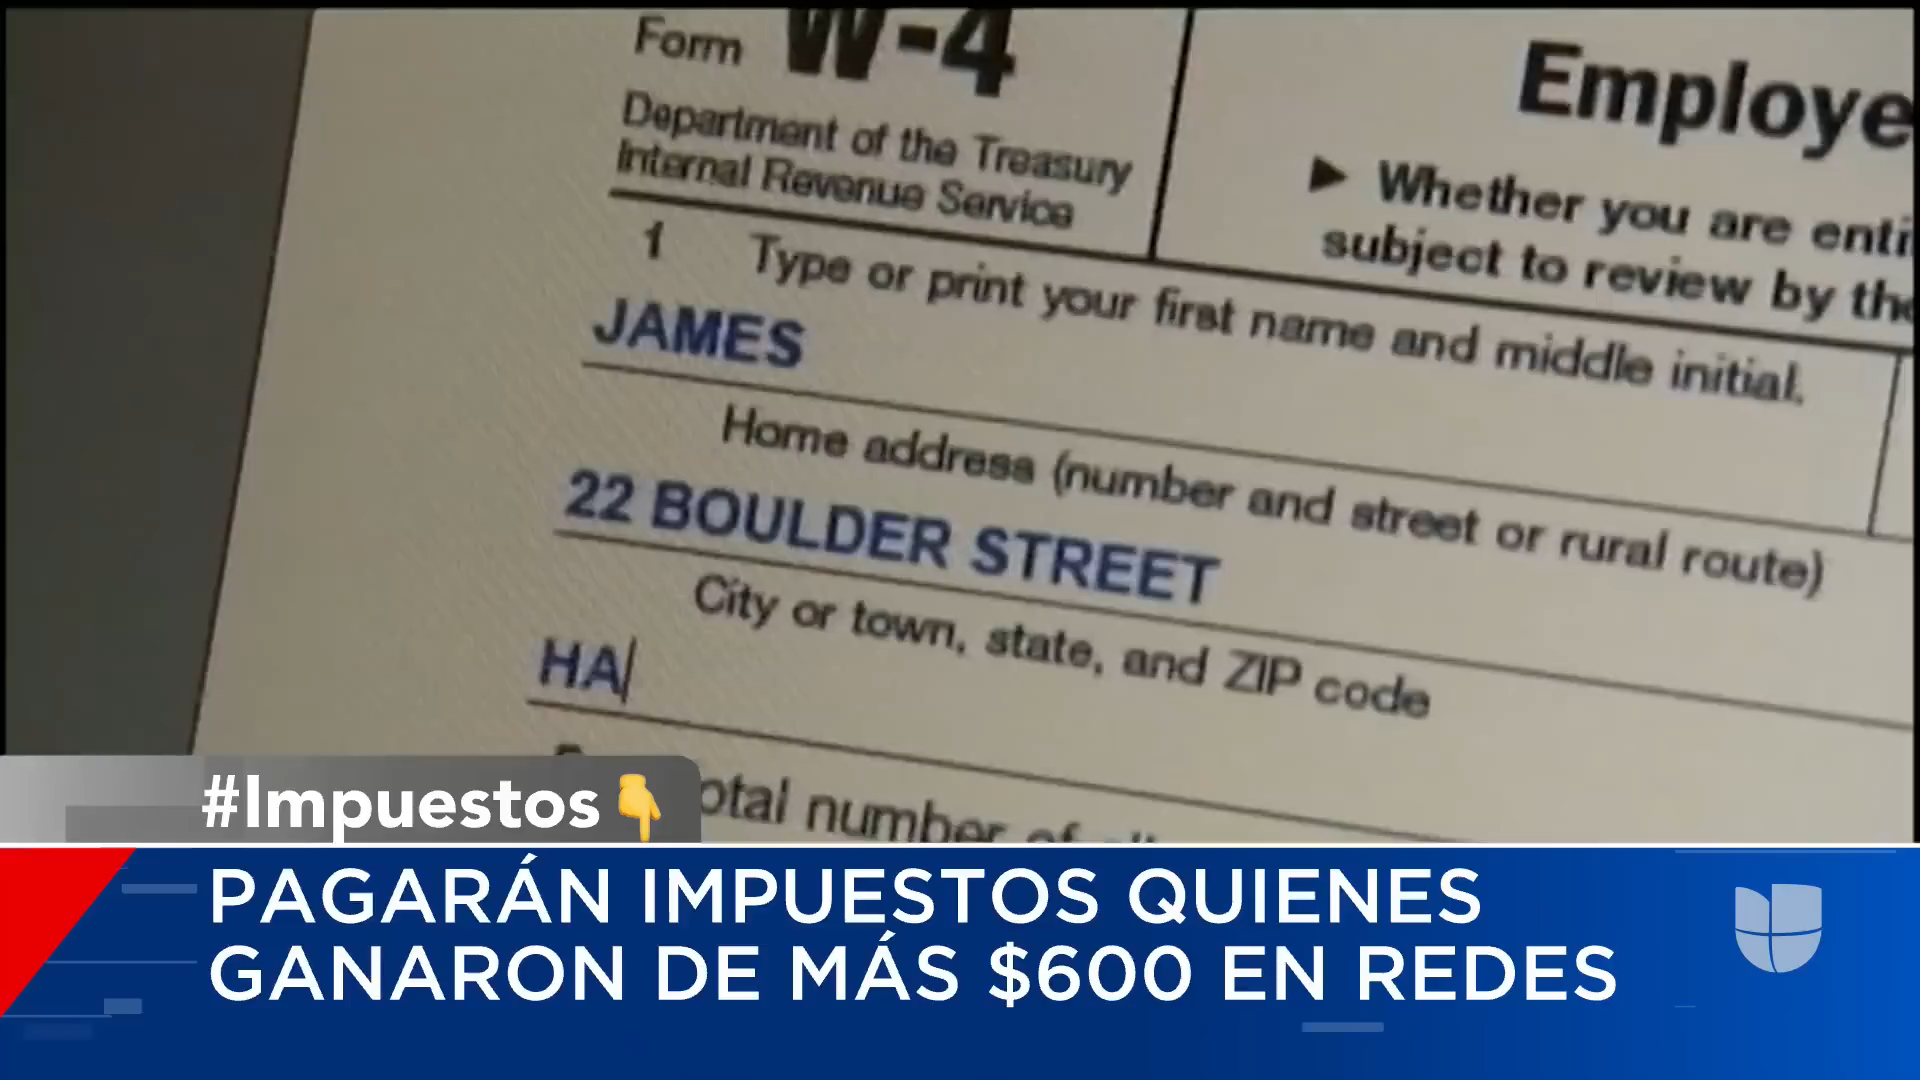 Form W-4
Employe
Department of the Treasury
Internal Revenue Service
Whether you are enti
subject to review by the
1 Type or print your first name and middle initial.
JAMES
Home address (number and street or rural route)
22 BOULDER STREET
City or town, state, and ZIP code
HA
otal number of
#Impuestos👇
PAGARÁN IMPUESTOS QUIENES
GANARON DE MÁS $600 EN REDES